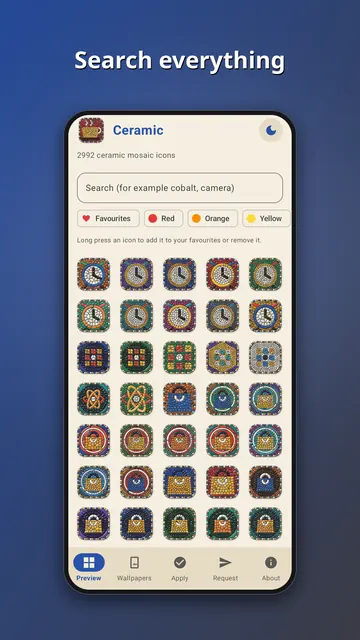 Search everything
Ceramic
2992 ceramic mosaic icons
Search (for example cobalt, camera)
Favourites Red Orange Yellow
Long press an icon to add it to your favourites or remove it.
Preview Wallpapers Apply Request About